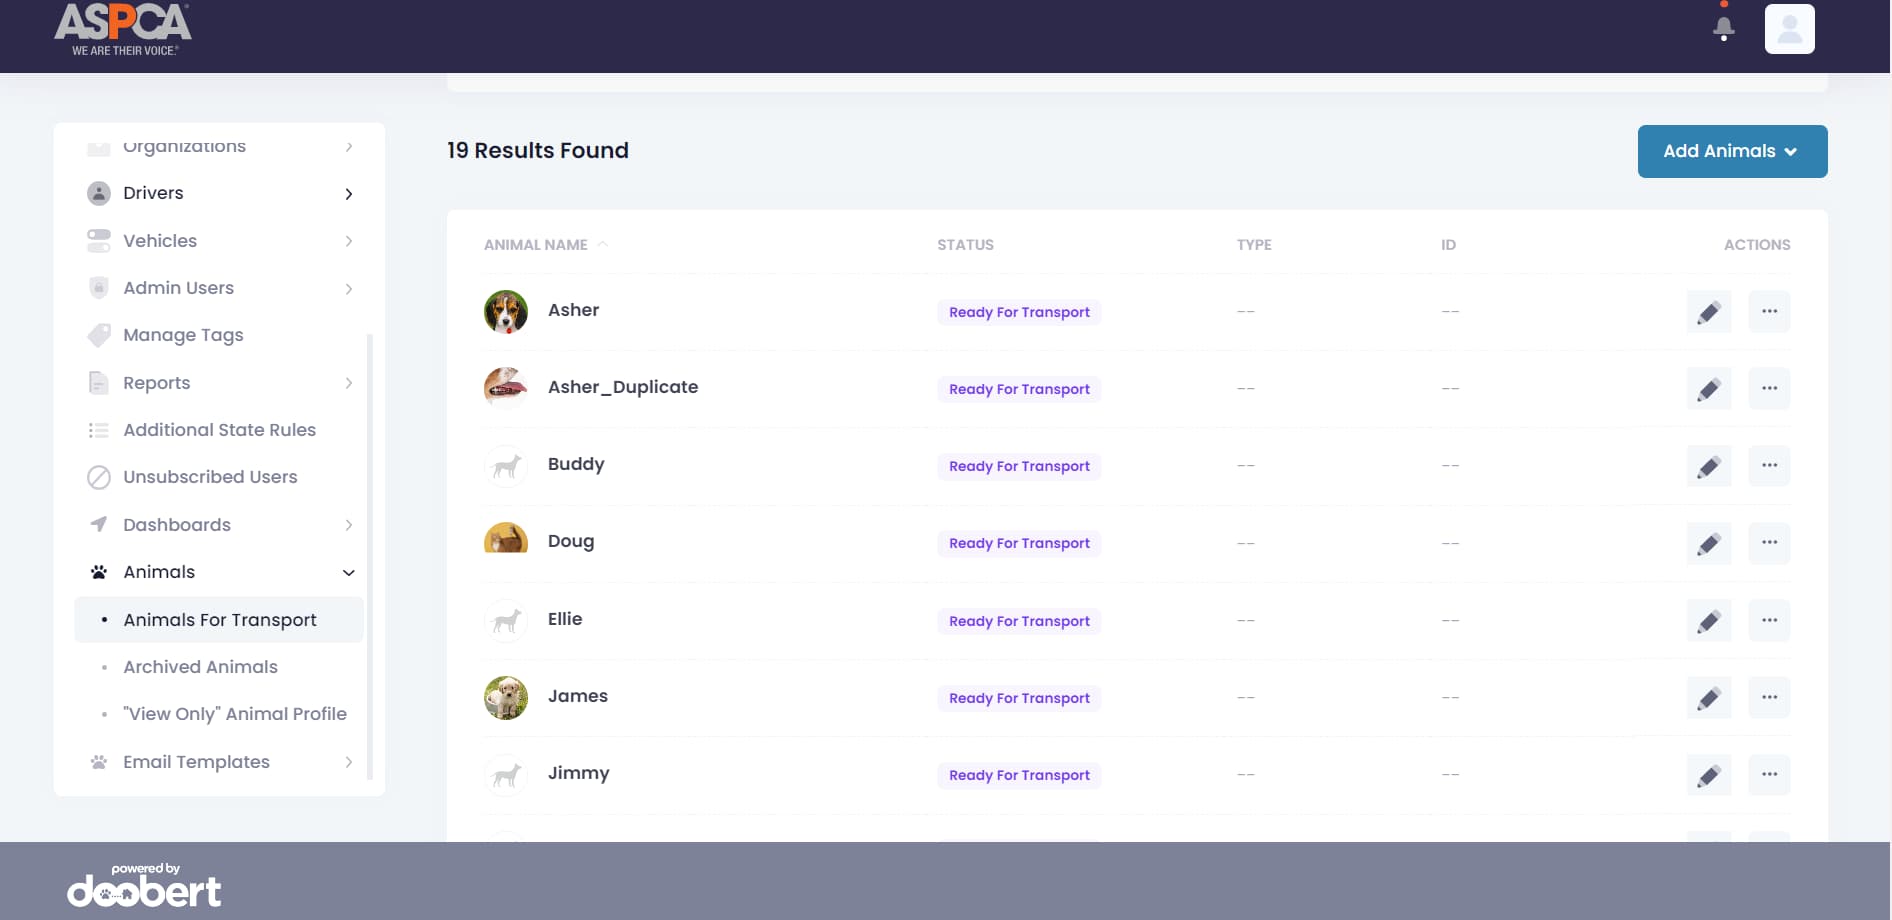 ASPCA
WE ARE THEIR VOICE.®
Organizations
Drivers
Vehicles
Admin Users
Manage Tags
Reports
Additional State Rules
Unsubscribed Users
Dashboards
Animals
Animals For Transport
Archived Animals
"View Only" Animal Profile
Email Templates
19 Results Found
Add Animals
ANIMAL NAME STATUS TYPE ID ACTIONS
Asher Ready For Transport -- --
Asher_Duplicate Ready For Transport -- --
Buddy Ready For Transport -- --
Doug Ready For Transport -- --
Ellie Ready For Transport -- --
James Ready For Transport -- --
Jimmy Ready For Transport -- --
powered by
doobert